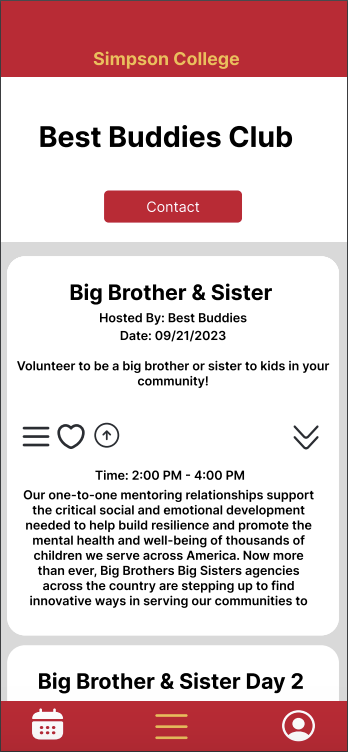 Simpson College
Best Buddies Club
Contact
Big Brother & Sister
Hosted By: Best Buddies
Date: 09/21/2023
Volunteer to be a big brother or sister to kids in your
community!
Time: 2:00 PM - 4:00 PM
Our one-to-one mentoring relationships support
the critical social and emotional development
needed to help build resilience and promote the
mental health and well-being of thousands of
children we serve across America. Now more
than ever, Big Brothers Big Sisters agencies
across the country are stepping up to find
innovative ways in serving our communities to
Big Brother & Sister Day 2